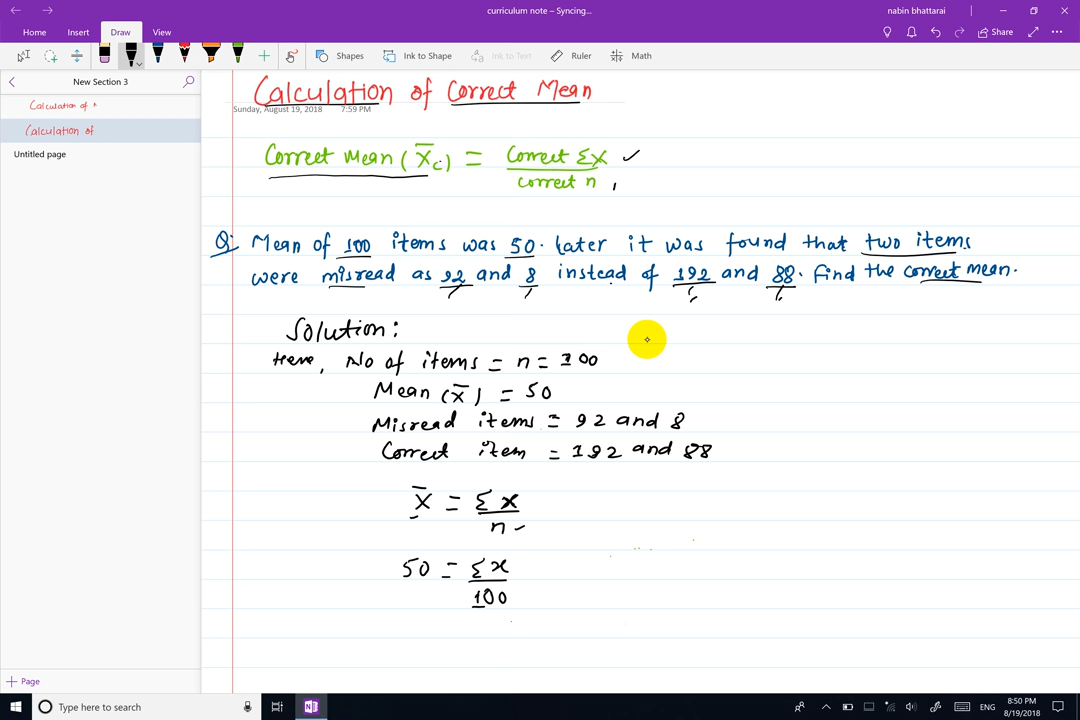 curriculum note – Syncing...
nabin bhattarai
Home Insert Draw View
Share
Shapes Ink to Shape Ink to Text Ruler Math
New Section 3
Calculation of
Calculation of
Untitled page
Calculation of Correct Mean
Sunday, August 19, 2018 7:59 PM
Correct Mean (X̄c) = Correct Σx / correct n
Q: Mean of 100 items was 50. Later it was found that two items
were misread as 92 and 8 instead of 192 and 88. find the correct mean.
Solution:
Here, No of items = n = 100
Mean (x̄) = 50
Misread items = 92 and 8
Correct item = 192 and 88
x̄ = Σx / n
50 = Σx / 100
+ Page
Type here to search
ENG
8:50 PM
8/19/2018